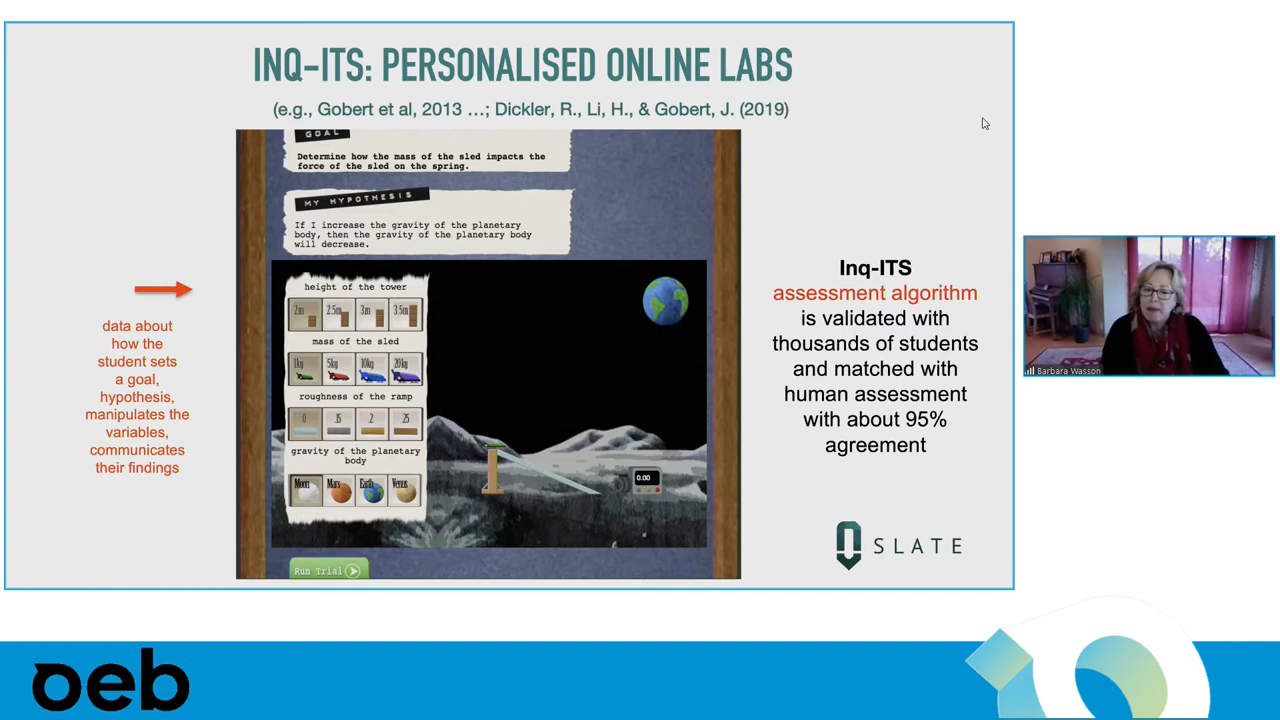 INQ-ITS: PERSONALISED ONLINE LABS
(e.g., Gobert et al, 2013 ...; Dickler, R., Li, H., & Gobert, J. (2019)
GOAL
Determine how the mass of the sled impacts the
force of the sled on the spring.
MY HYPOTHESIS
If I increase the gravity of the planetary
body, then the gravity of the planetary body
will decrease.
height of the tower
2m 2.5m 3m 3.5m
mass of the sled
1kg 5kg 10kg 20kg
roughness of the ramp
0 .15 .2 .25
gravity of the planetary
body
Moon Mars Earth Venus
0.00
Run Trial
data about
how the
student sets
a goal,
hypothesis,
manipulates the
variables,
communicates
their findings
Inq-ITS
assessment algorithm
is validated with
thousands of students
and matched with
human assessment
with about 95%
agreement
SLATE
Barbara Wasson
oeb